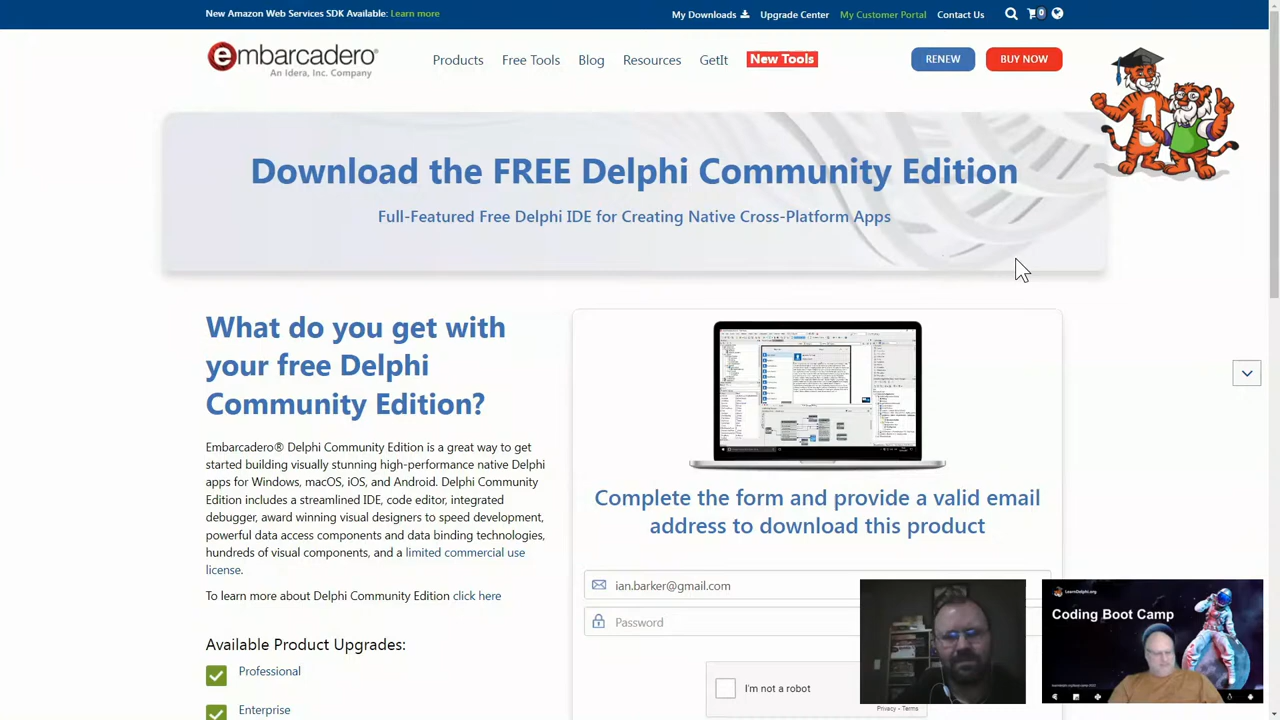 New Amazon Web Services SDK Available: Learn more
My Downloads Upgrade Center My Customer Portal Contact Us 0
embarcadero®
An Idera, Inc. Company
Products Free Tools Blog Resources GetIt New Tools
RENEW BUY NOW
Download the FREE Delphi Community Edition
Full-Featured Free Delphi IDE for Creating Native Cross-Platform Apps
What do you get with
your free Delphi
Community Edition?
Embarcadero® Delphi Community Edition is a great way to get
started building visually stunning high-performance native Delphi
apps for Windows, macOS, iOS, and Android. Delphi Community
Edition includes a streamlined IDE, code editor, integrated
debugger, award winning visual designers to speed development,
powerful data access components and data binding technologies,
hundreds of visual components, and a limited commercial use
license.
To learn more about Delphi Community Edition click here
Available Product Upgrades:
Professional
Enterprise
Complete the form and provide a valid email
address to download this product
ian.barker@gmail.com
Password
I'm not a robot
Privacy - Terms
LearnDelphi.org
Coding Boot Camp